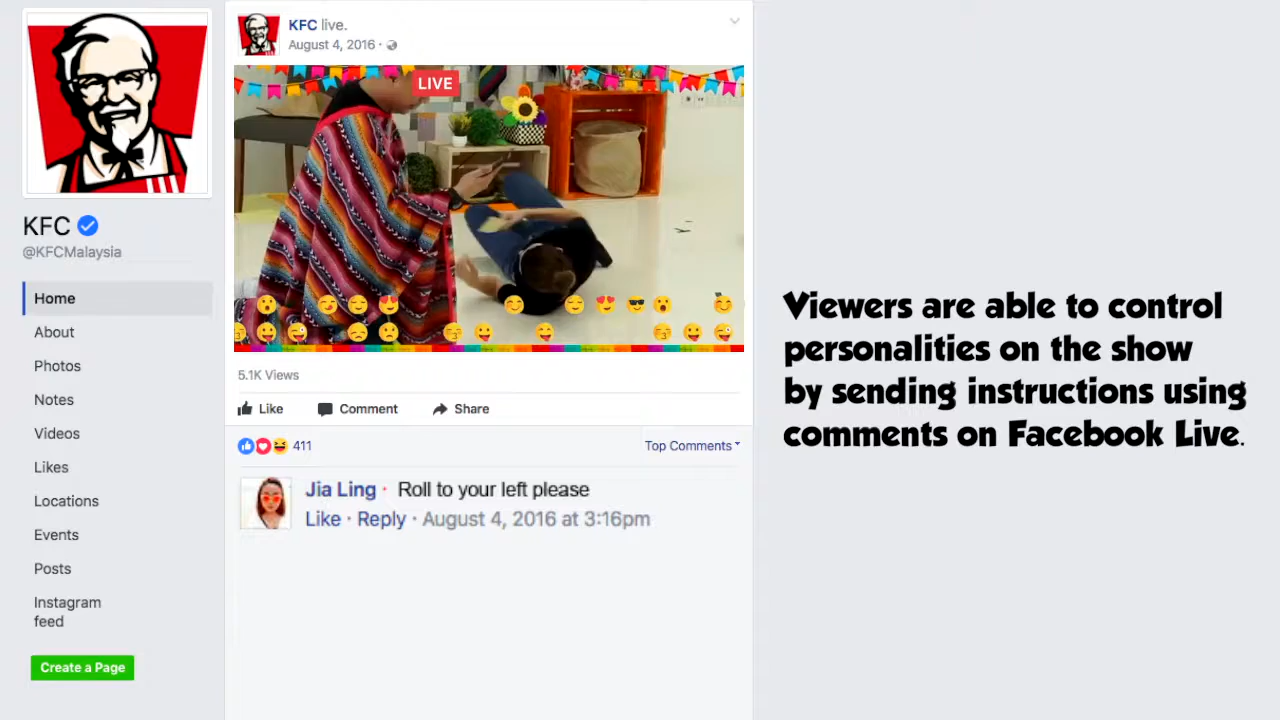 KFC
@KFCMalaysia
Home
About
Photos
Notes
Videos
Likes
Locations
Events
Posts
Instagram
feed
Create a Page
KFC live.
August 4, 2016 ·
LIVE
5.1K Views
Like Comment Share
411 Top Comments
Jia Ling · Roll to your left please
Like · Reply · August 4, 2016 at 3:16pm
Viewers are able to control
personalities on the show
by sending instructions using
comments on Facebook Live.